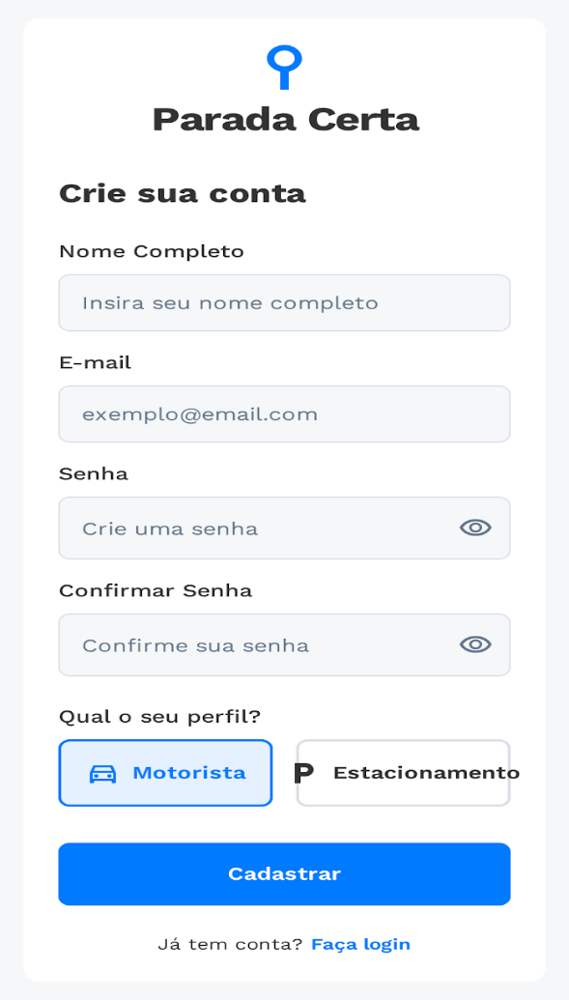 Parada Certa
Crie sua conta
Nome Completo
Insira seu nome completo
E-mail
exemplo@email.com
Senha
Crie uma senha
Confirmar Senha
Confirme sua senha
Qual o seu perfil?
Motorista
P Estacionamento
Cadastrar
Já tem conta? Faça login